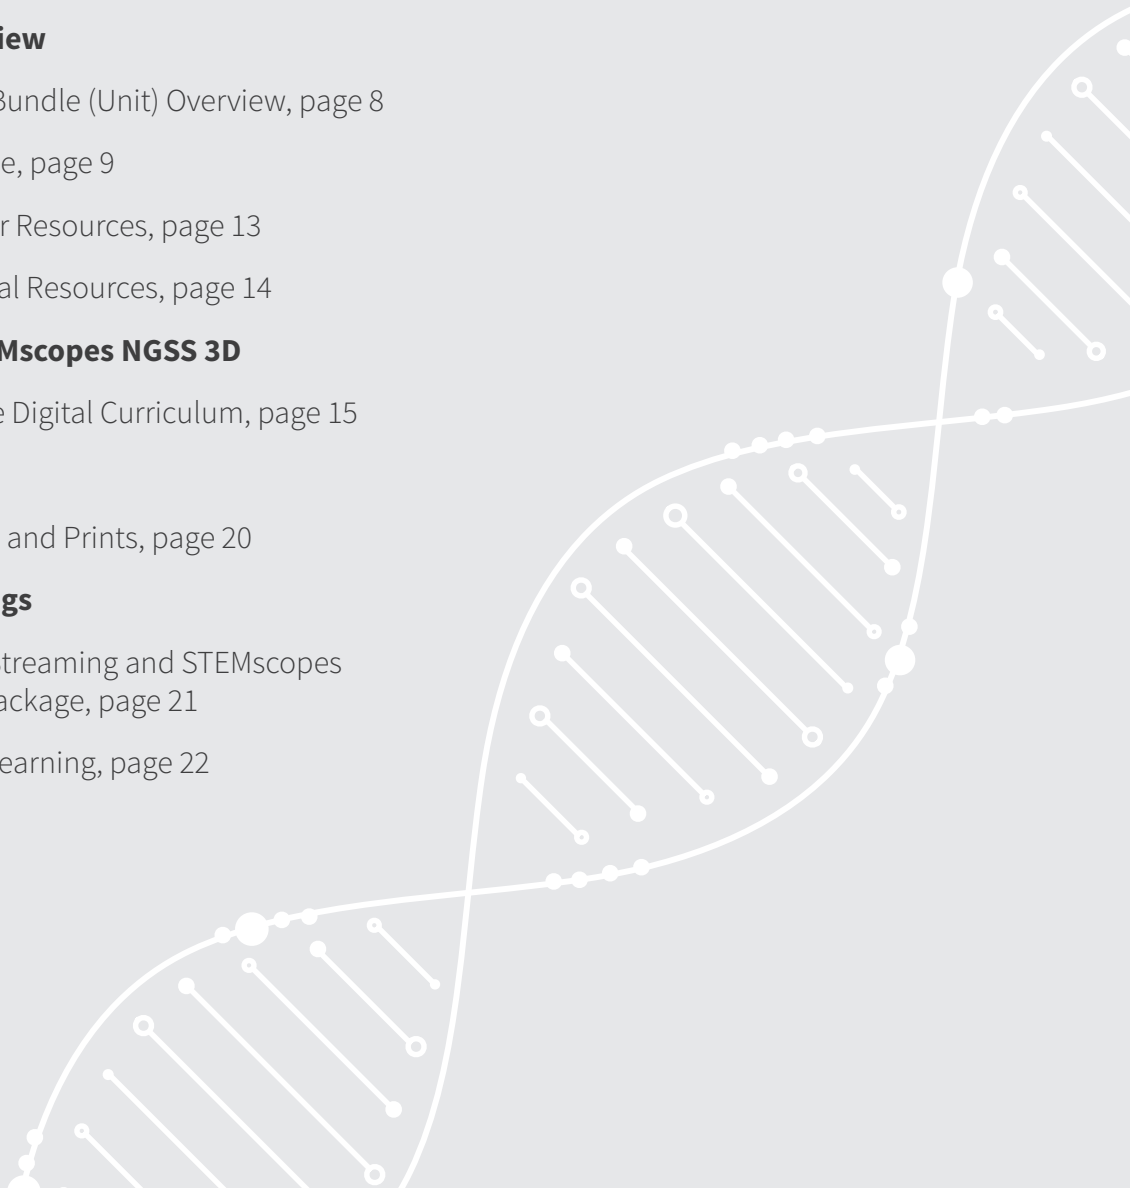 iew
Bundle (Unit) Overview, page 8
e, page 9
r Resources, page 13
al Resources, page 14
Mscopes NGSS 3D
e Digital Curriculum, page 15
and Prints, page 20
gs
Streaming and STEMscopes
ackage, page 21
earning, page 22